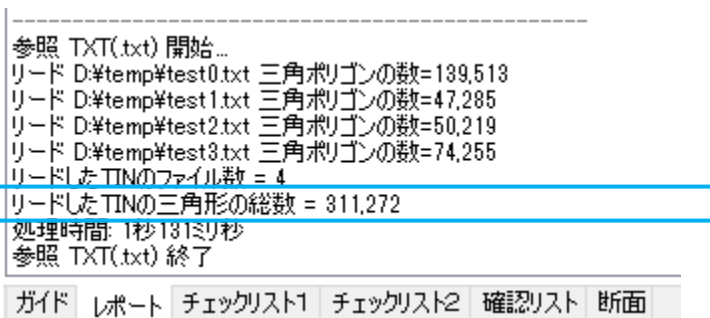 参照 TXT(.txt) 開始...
リード D:¥temp¥test0.txt 三角ポリゴンの数=139,513
リード D:¥temp¥test1.txt 三角ポリゴンの数=47,285
リード D:¥temp¥test2.txt 三角ポリゴンの数=50,219
リード D:¥temp¥test3.txt 三角ポリゴンの数=74,255
リードしたTINのファイル数 = 4
リードしたTINの三角形の総数 = 311,272
処理時間: 1秒131ミリ秒
参照 TXT(.txt) 終了
ガイド レポート チェックリスト1 チェックリスト2 確認リスト 断面